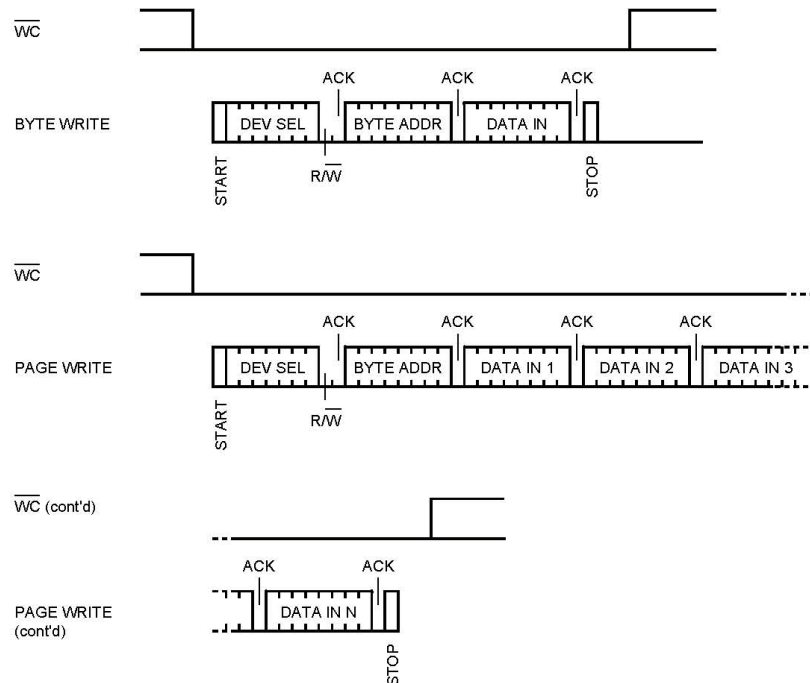 WC
ACK ACK ACK
BYTE WRITE DEV SEL BYTE ADDR DATA IN
START R/W STOP
WC
ACK ACK ACK ACK
PAGE WRITE DEV SEL BYTE ADDR DATA IN 1 DATA IN 2 DATA IN 3
START R/W
WC (cont'd)
ACK ACK
PAGE WRITE DATA IN N
(cont'd)
STOP